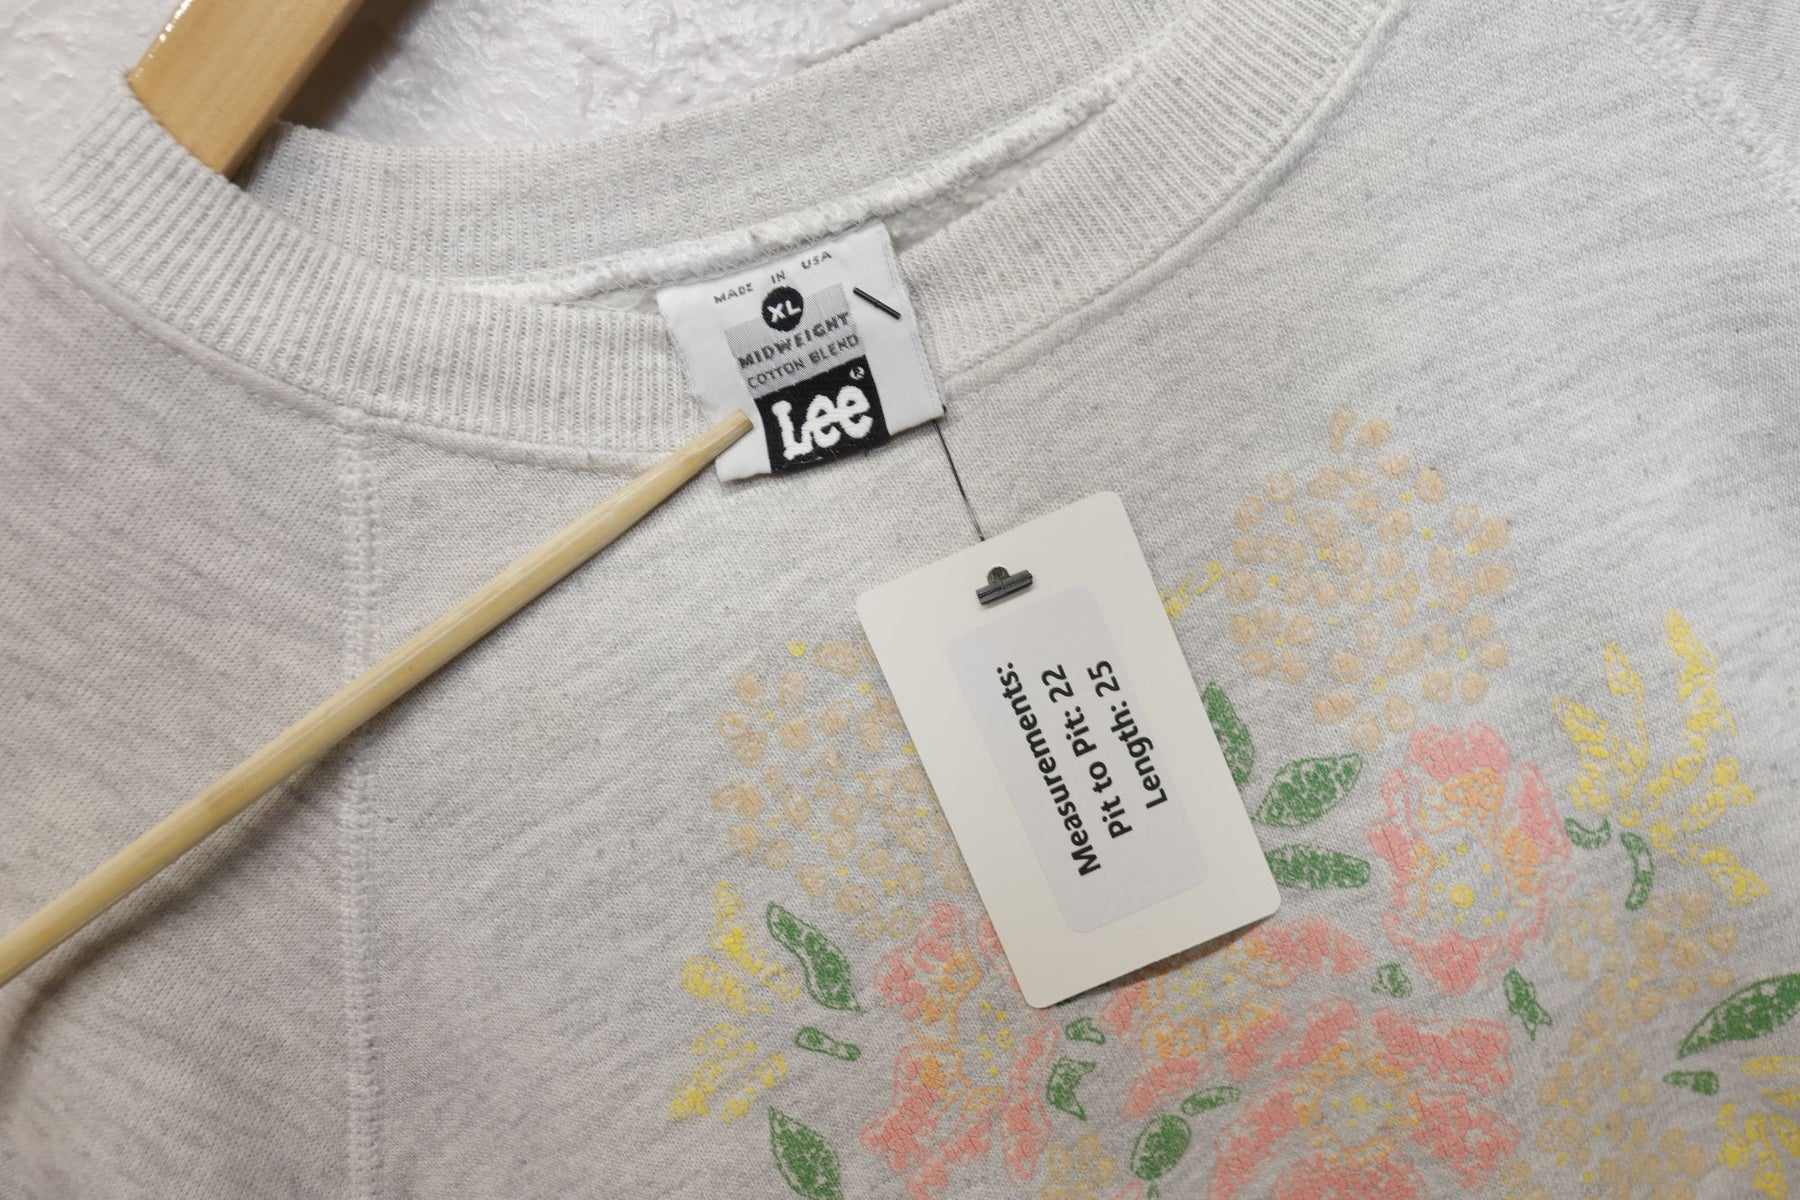 MADE IN USA
XL
MIDWEIGHT
COTTON BLEND
Lee®
Measurements:
Pit to Pit: 22
Length: 25